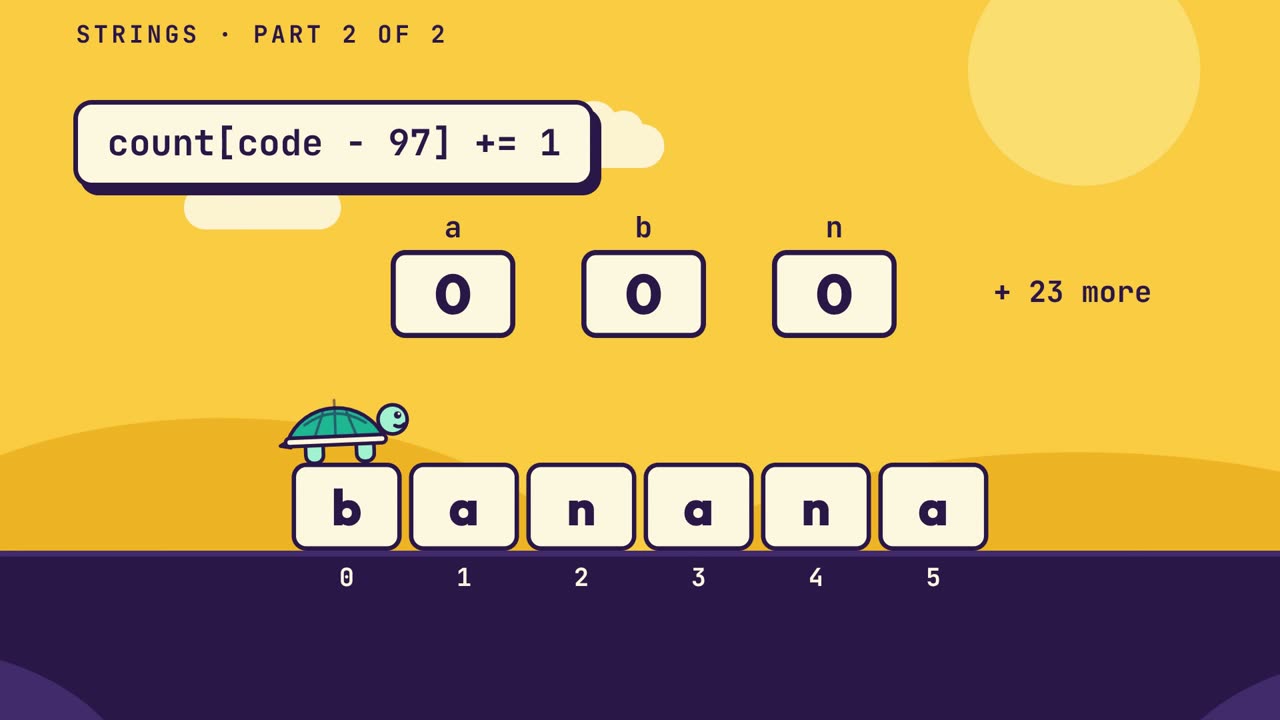 STRINGS · PART 2 OF 2
count[code - 97] += 1
a b n
0 0 0 + 23 more
b a n a n a
0 1 2 3 4 5